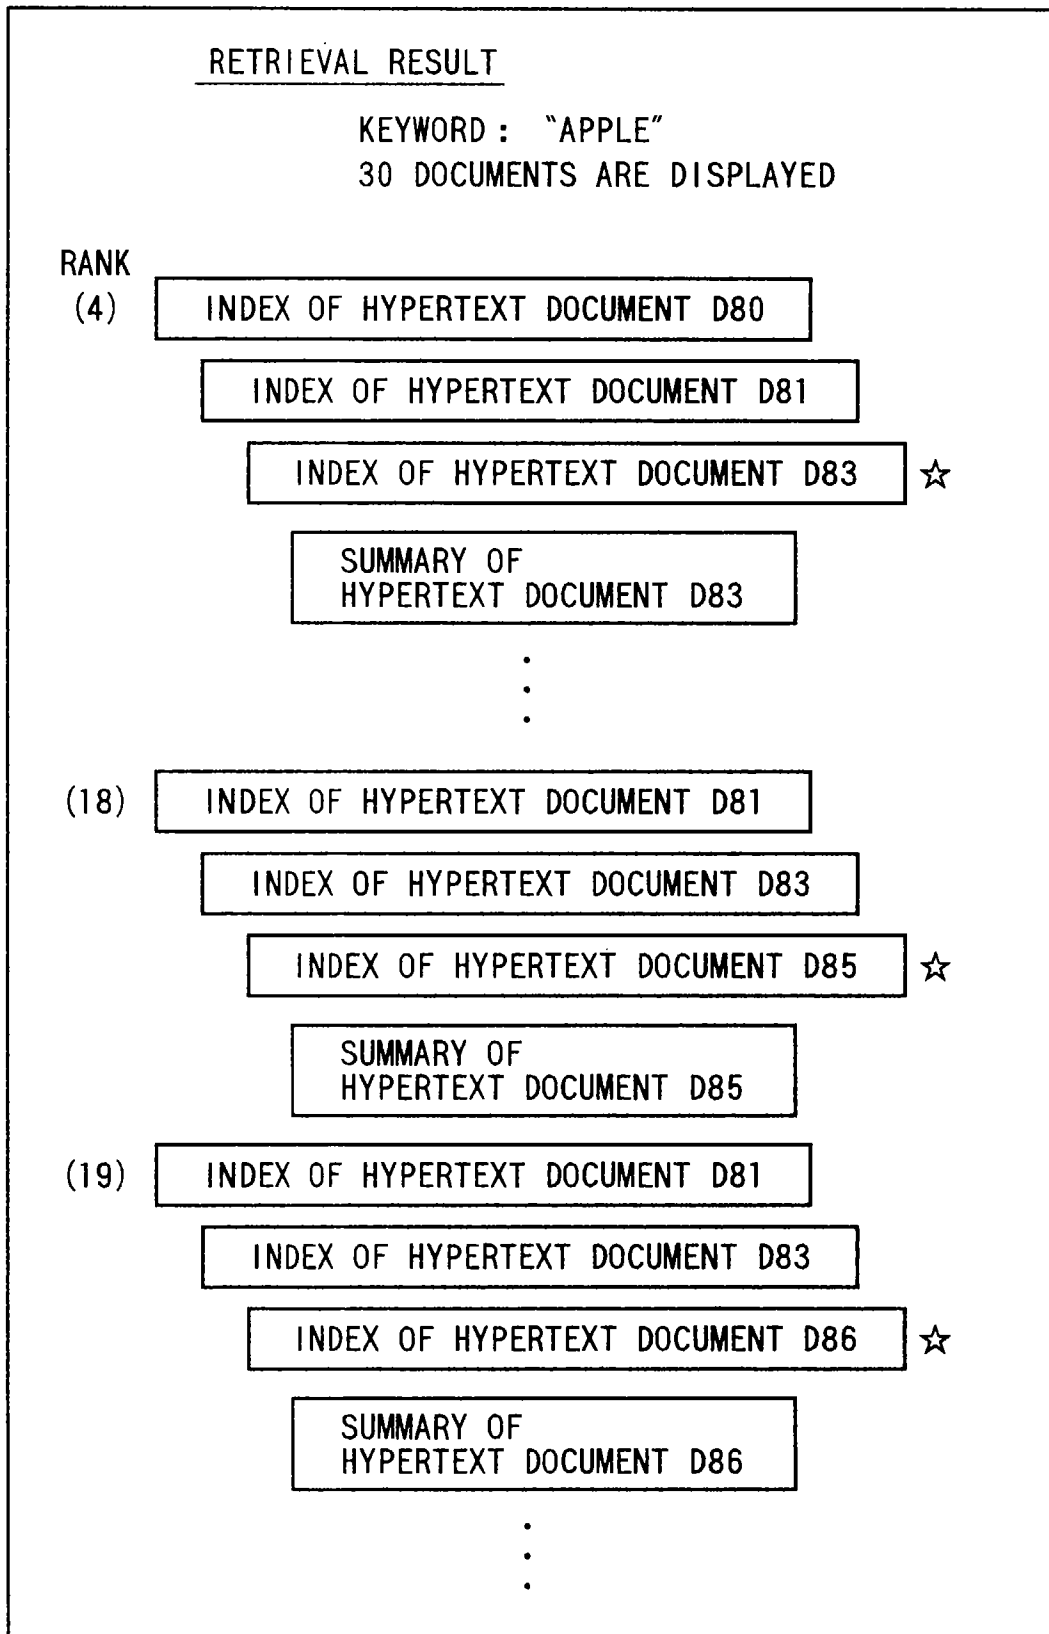 RETRIEVAL RESULT
KEYWORD : "APPLE"
30 DOCUMENTS ARE DISPLAYED
RANK
(4) INDEX OF HYPERTEXT DOCUMENT D80
INDEX OF HYPERTEXT DOCUMENT D81
INDEX OF HYPERTEXT DOCUMENT D83 ☆
SUMMARY OF
HYPERTEXT DOCUMENT D83
(18) INDEX OF HYPERTEXT DOCUMENT D81
INDEX OF HYPERTEXT DOCUMENT D83
INDEX OF HYPERTEXT DOCUMENT D85 ☆
SUMMARY OF
HYPERTEXT DOCUMENT D85
(19) INDEX OF HYPERTEXT DOCUMENT D81
INDEX OF HYPERTEXT DOCUMENT D83
INDEX OF HYPERTEXT DOCUMENT D86 ☆
SUMMARY OF
HYPERTEXT DOCUMENT D86